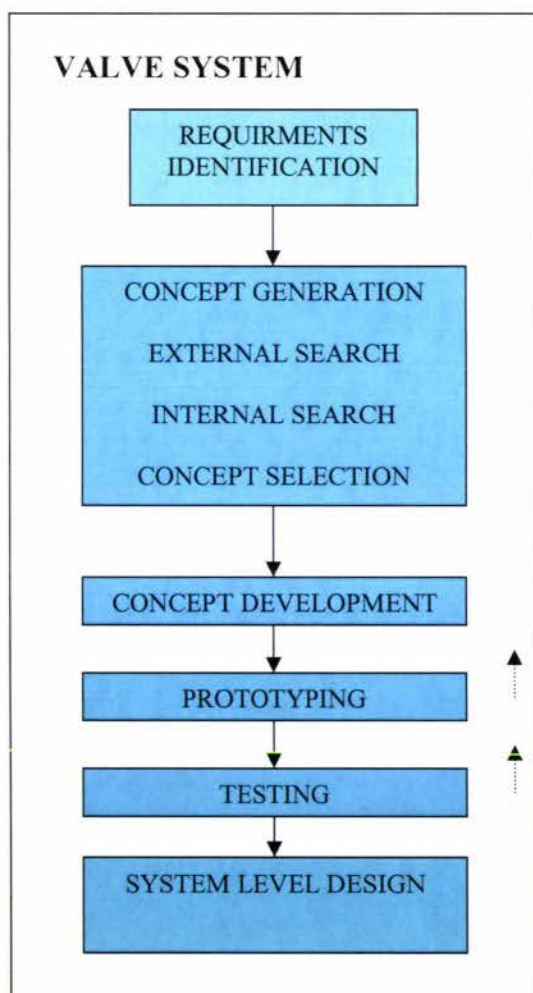 VALVE SYSTEM
REQUIRMENTS
IDENTIFICATION
CONCEPT GENERATION
EXTERNAL SEARCH
INTERNAL SEARCH
CONCEPT SELECTION
CONCEPT DEVELOPMENT
PROTOTYPING
TESTING
SYSTEM LEVEL DESIGN